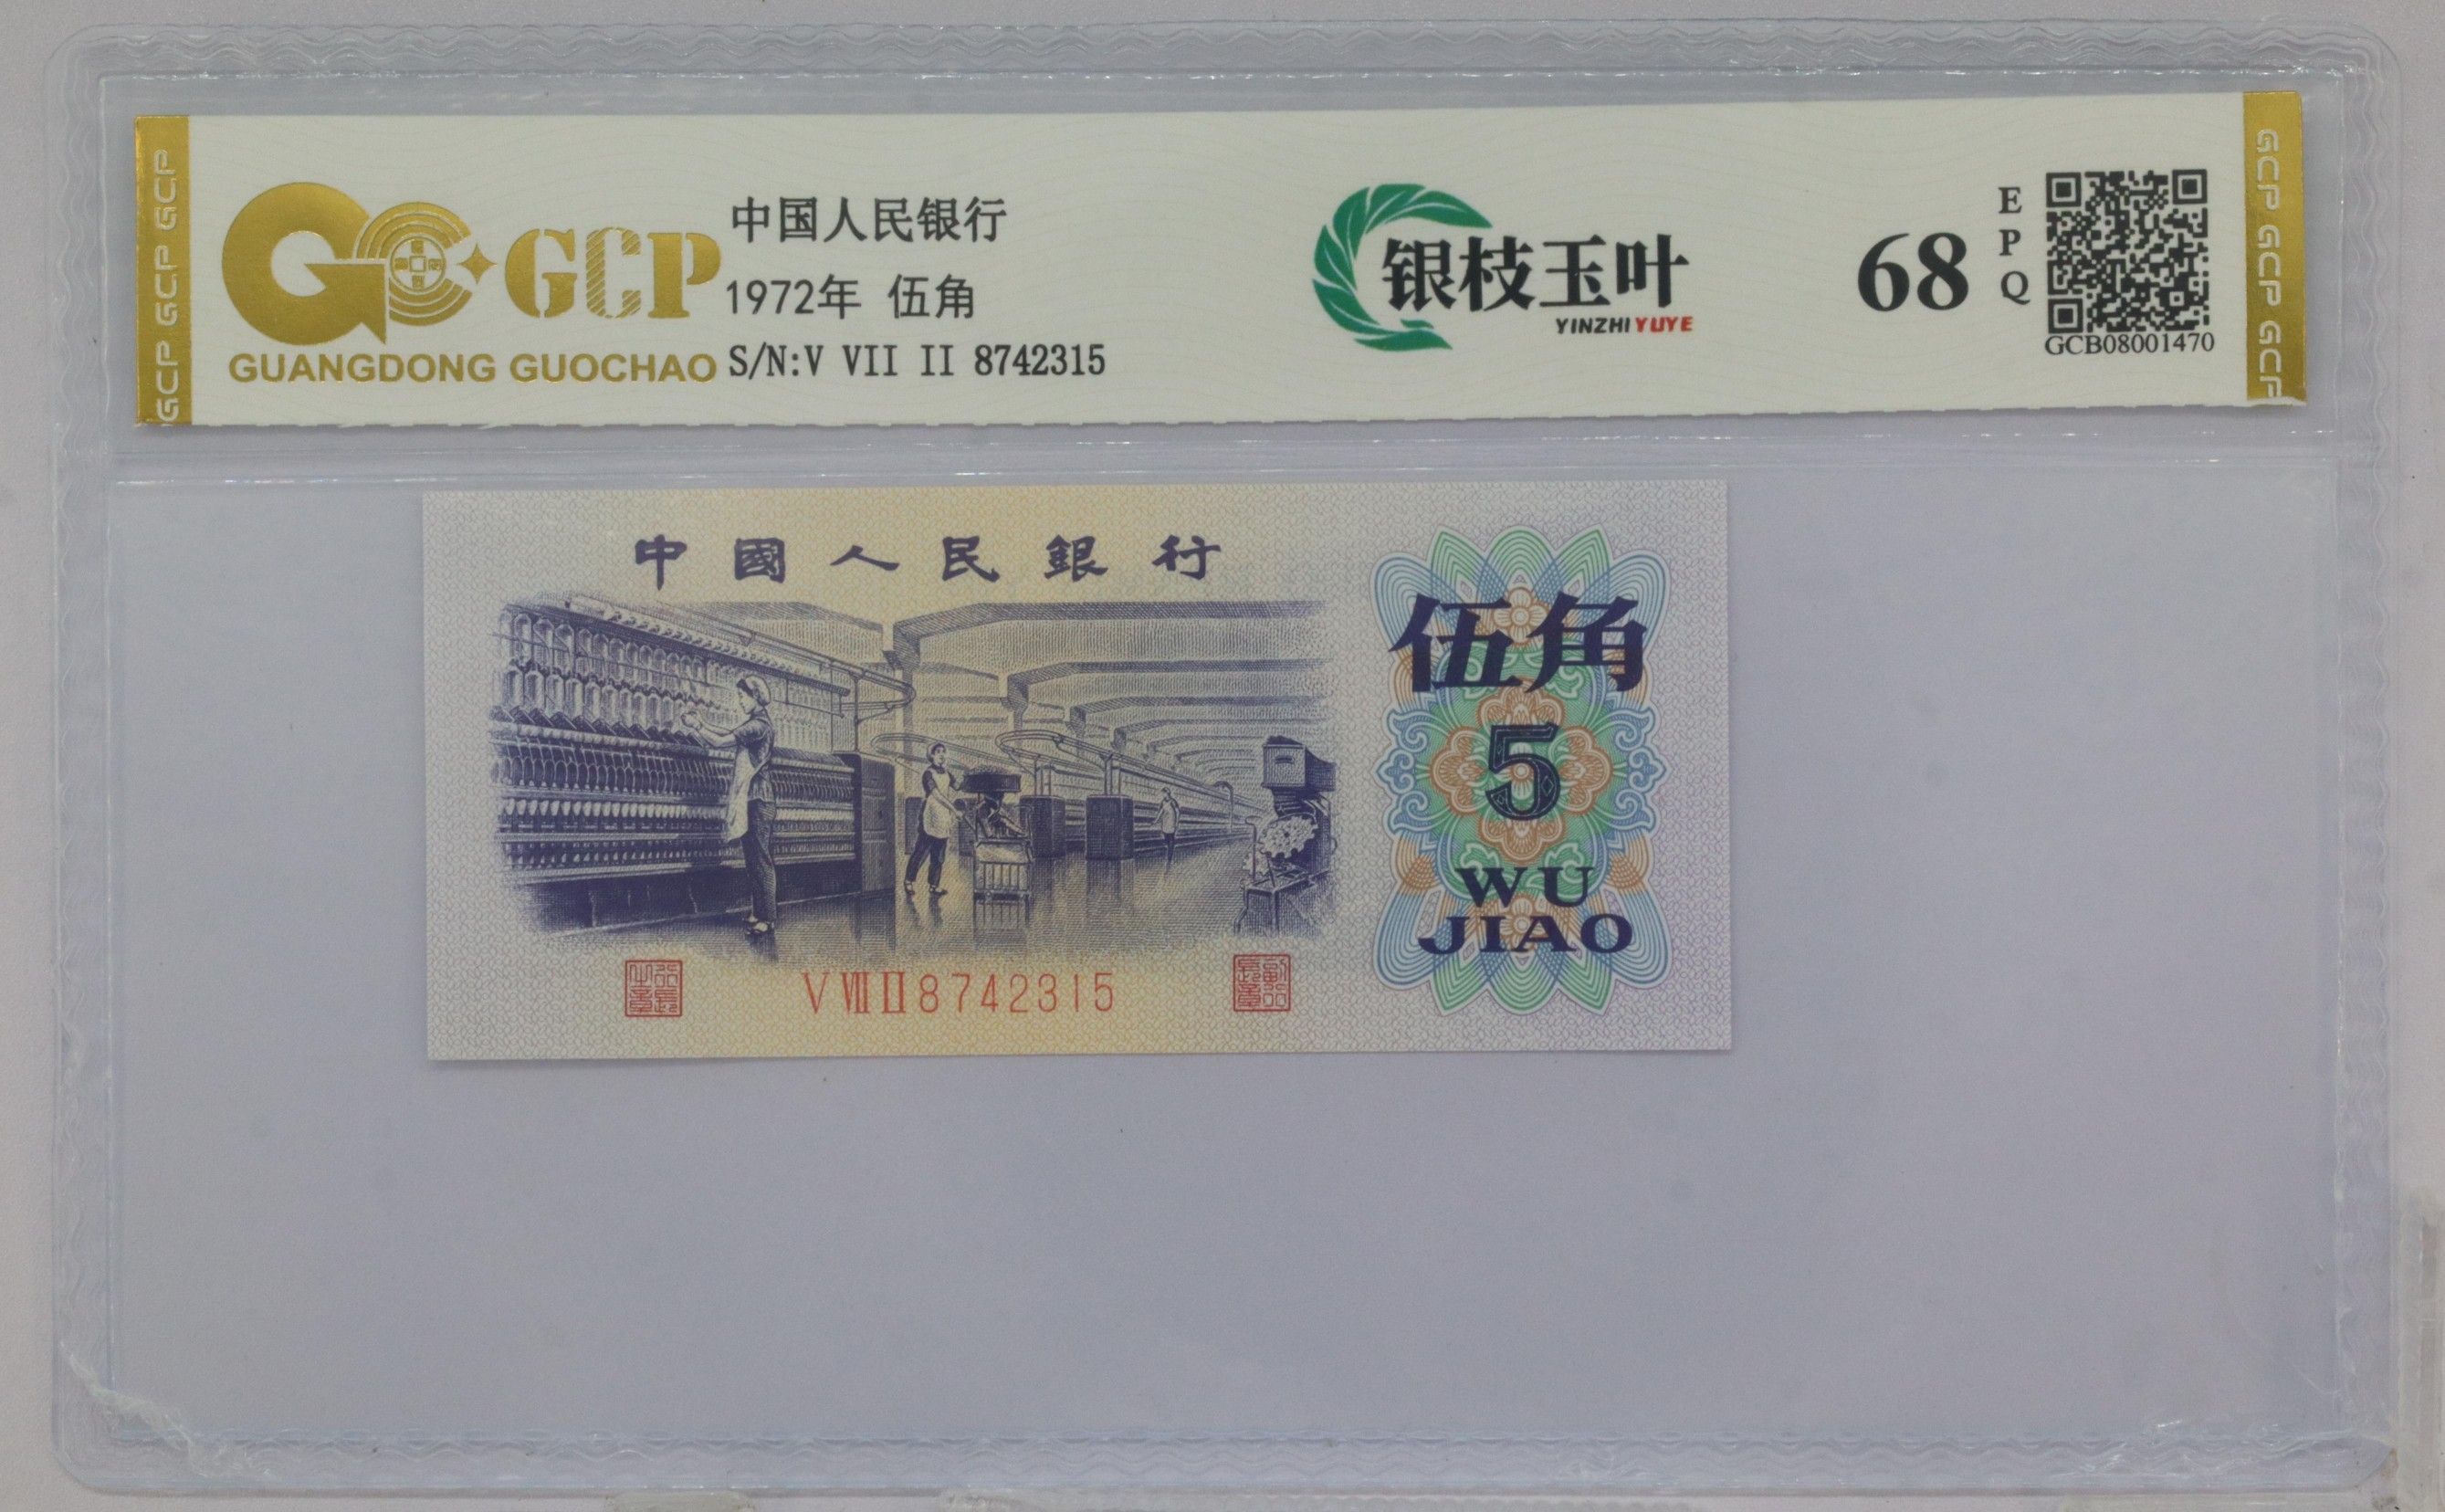 GCP GCP GCP
GCP
GUANGDONG GUOCHAO
中国人民银行
1972年 伍角
S/N:V VII II 8742315
银枝玉叶
YINZHI YUYE
68
EPQ
GCB08001470
GCP GCP GCP
中國人民銀行
伍角
5
WU
JIAO
V VII II 8742315